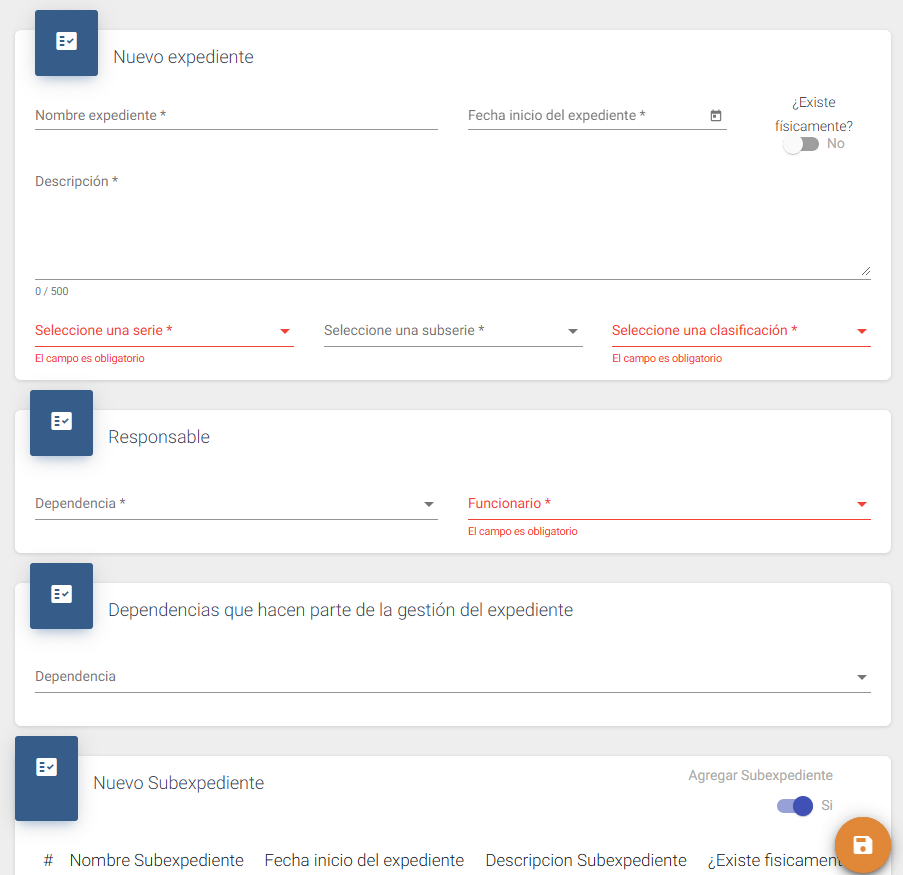 Nuevo expediente
Nombre expediente *
Fecha inicio del expediente *
¿Existe
físicamente?
No
Descripción *
0 / 500
Seleccione una serie *
Seleccione una subserie *
Seleccione una clasificación *
El campo es obligatorio
El campo es obligatorio
Responsable
Dependencia *
Funcionario *
El campo es obligatorio
Dependencias que hacen parte de la gestión del expediente
Dependencia
Nuevo Subexpediente
Agregar Subexpediente
Si
# Nombre Subexpediente Fecha inicio del expediente Descripcion Subexpediente ¿Existe